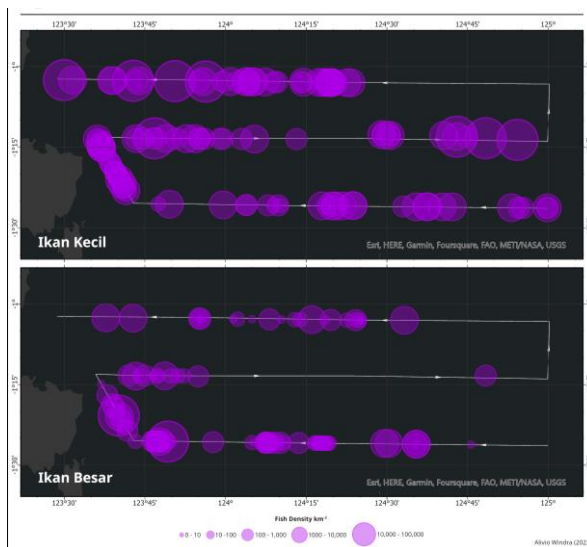 123°30' 123°45' 124° 124°15' 124°30' 124°45' 125°
-1°
-1°15'
-1°30'
Ikan Kecil
Esri, HERE, Garmin, Foursquare, FAO, METI/NASA, USGS
-1°
-1°15'
-1°30'
Ikan Besar
Esri, HERE, Garmin, Foursquare, FAO, METI/NASA, USGS
123°30' 123°45' 124° 124°15' 124°30' 124°45' 125°
Fish Density km⁻²
0 - 10 10 -100 100 - 1,000 1000 - 10,000 10,000 - 100,000
Alivio Windra (202